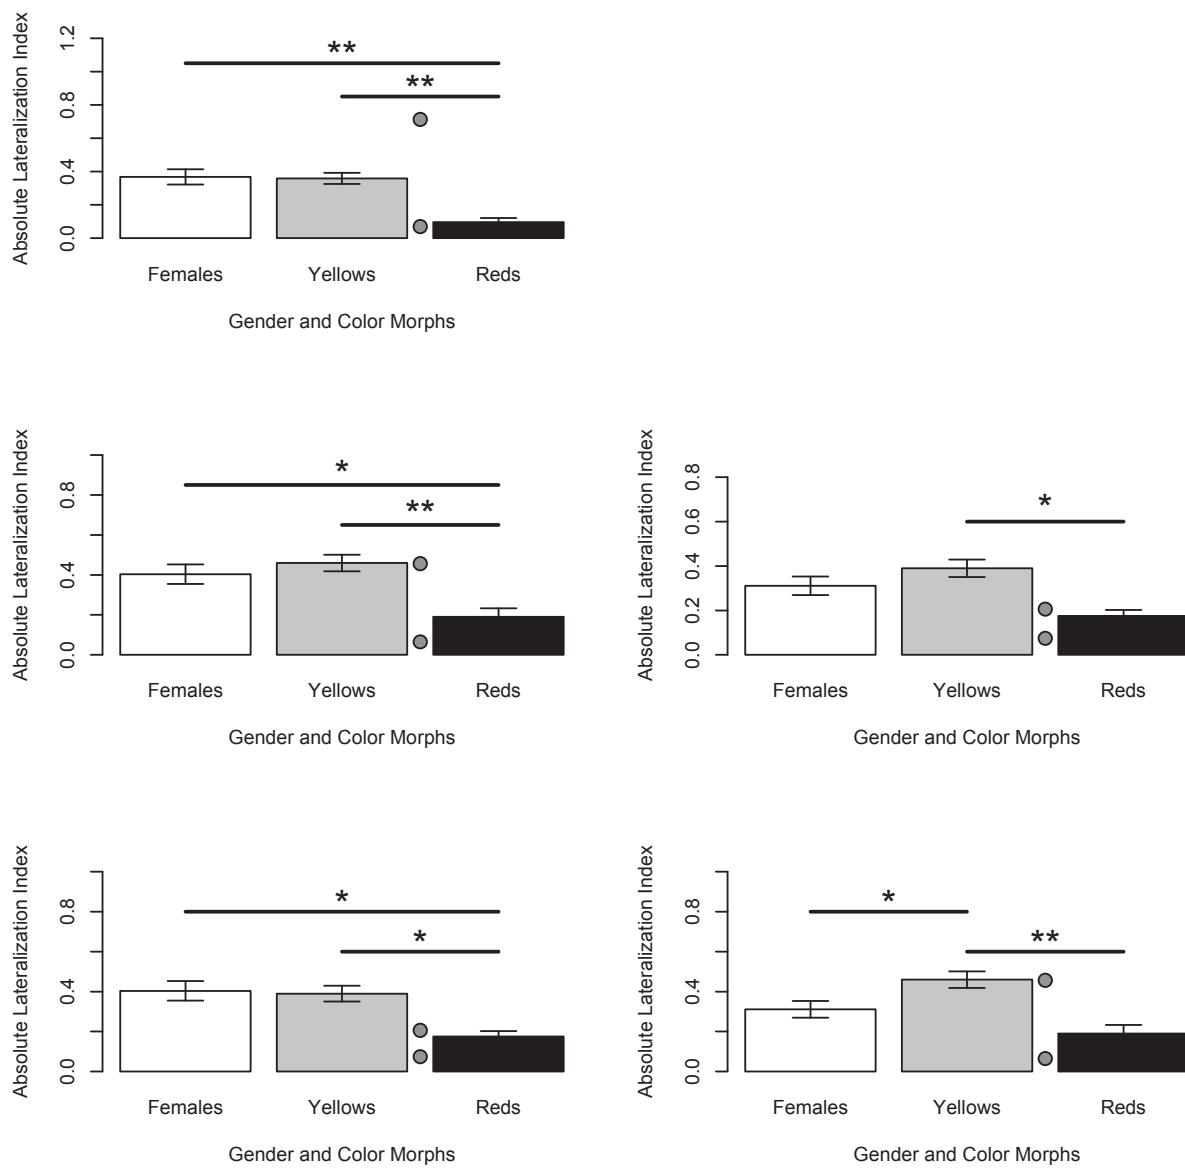 Absolute Lateralization Index
1.2
0.8
0.4
0.0
**
**
Females Yellows Reds
Gender and Color Morphs
Absolute Lateralization Index
0.8
0.4
0.0
*
**
Females Yellows Reds
Gender and Color Morphs
Absolute Lateralization Index
0.8
0.6
0.4
0.2
0.0
*
Females Yellows Reds
Gender and Color Morphs
Absolute Lateralization Index
0.8
0.4
0.0
*
*
Females Yellows Reds
Gender and Color Morphs
Absolute Lateralization Index
0.8
0.4
0.0
*
**
Females Yellows Reds
Gender and Color Morphs